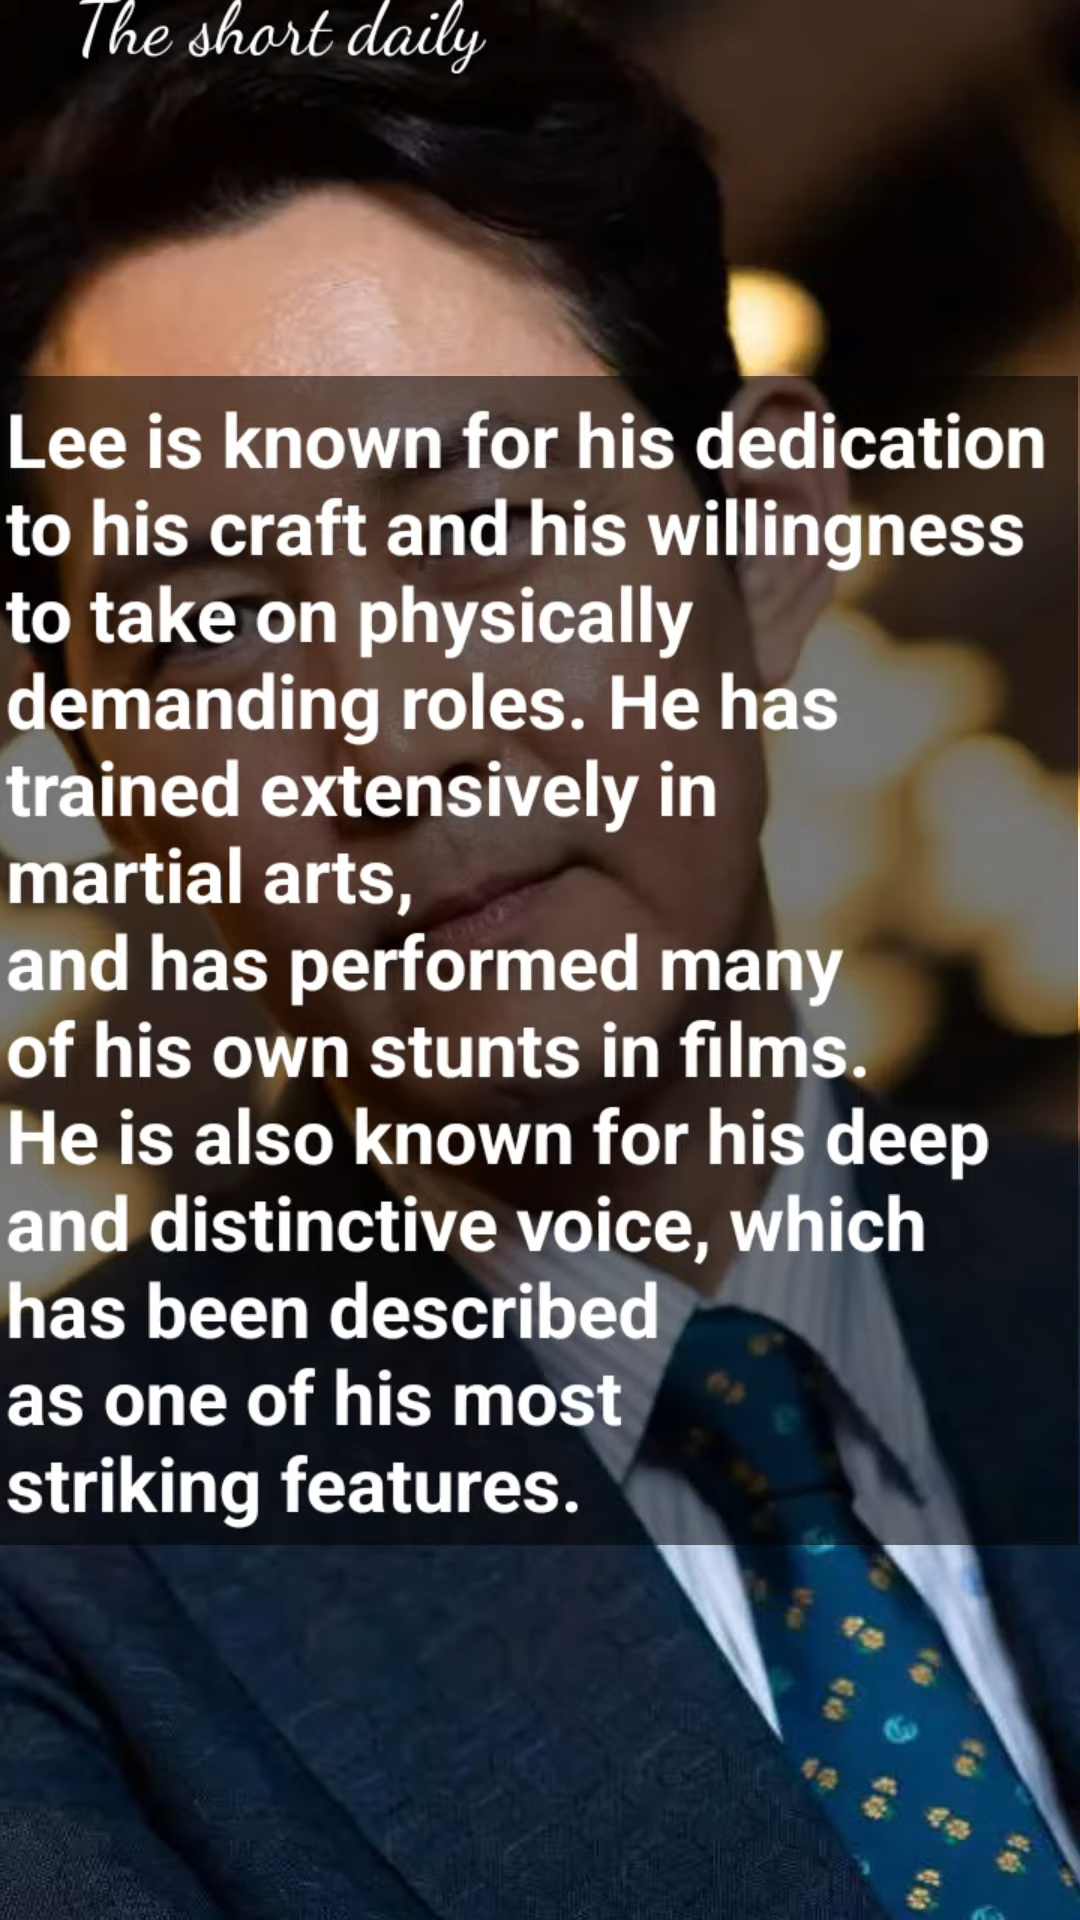 The short daily
Lee is known for his dedication
to his craft and his willingness
to take on physically
demanding roles. He has
trained extensively in
martial arts,
and has performed many
of his own stunts in films.
He is also known for his deep
and distinctive voice, which
has been described
as one of his most
striking features.